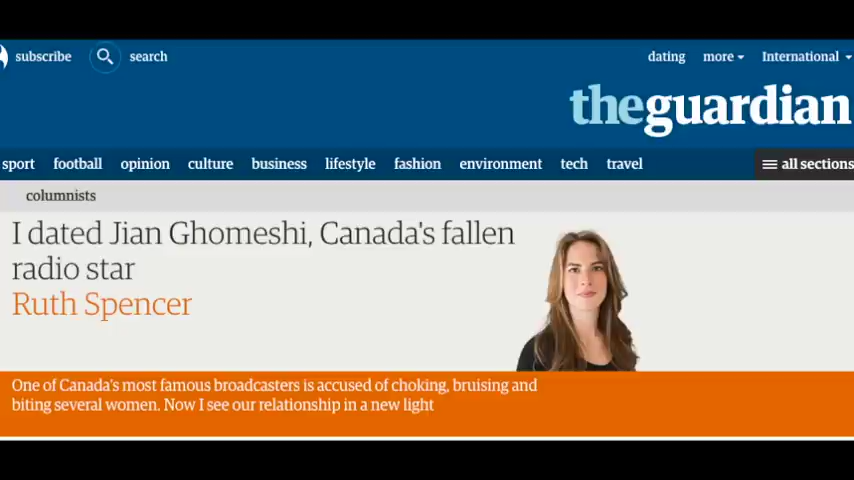 subscribe search dating more International
theguardian
sport football opinion culture business lifestyle fashion environment tech travel all sections
columnists
I dated Jian Ghomeshi, Canada's fallen
radio star
Ruth Spencer
One of Canada's most famous broadcasters is accused of choking, bruising and
biting several women. Now I see our relationship in a new light